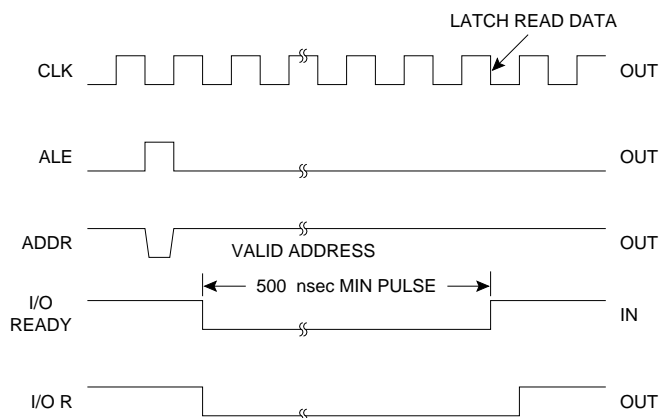 LATCH READ DATA
CLK OUT
ALE OUT
ADDR OUT
VALID ADDRESS
500 nsec MIN PULSE
I/O
READY IN
I/O R OUT